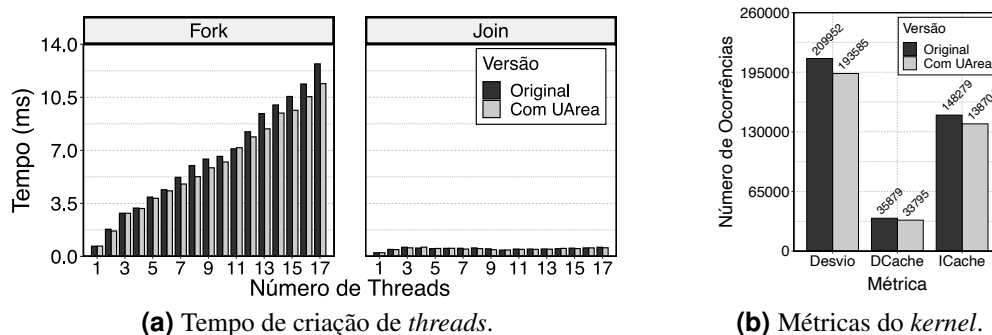 Fork
Join
Tempo (ms)
14.0
10.5
7.0
3.5
0.0
Versão
Original
Com UArea
1 3 5 7 9 11 13 15 17
1 3 5 7 9 11 13 15 17
Número de Threads
(a) Tempo de criação de threads.
Número de Ocorrências
260000
195000
130000
65000
0
Versão
Original
Com UArea
209952
193585
35879
33795
148279
Desvio DCache ICache
Métrica
(b) Métricas do kernel.